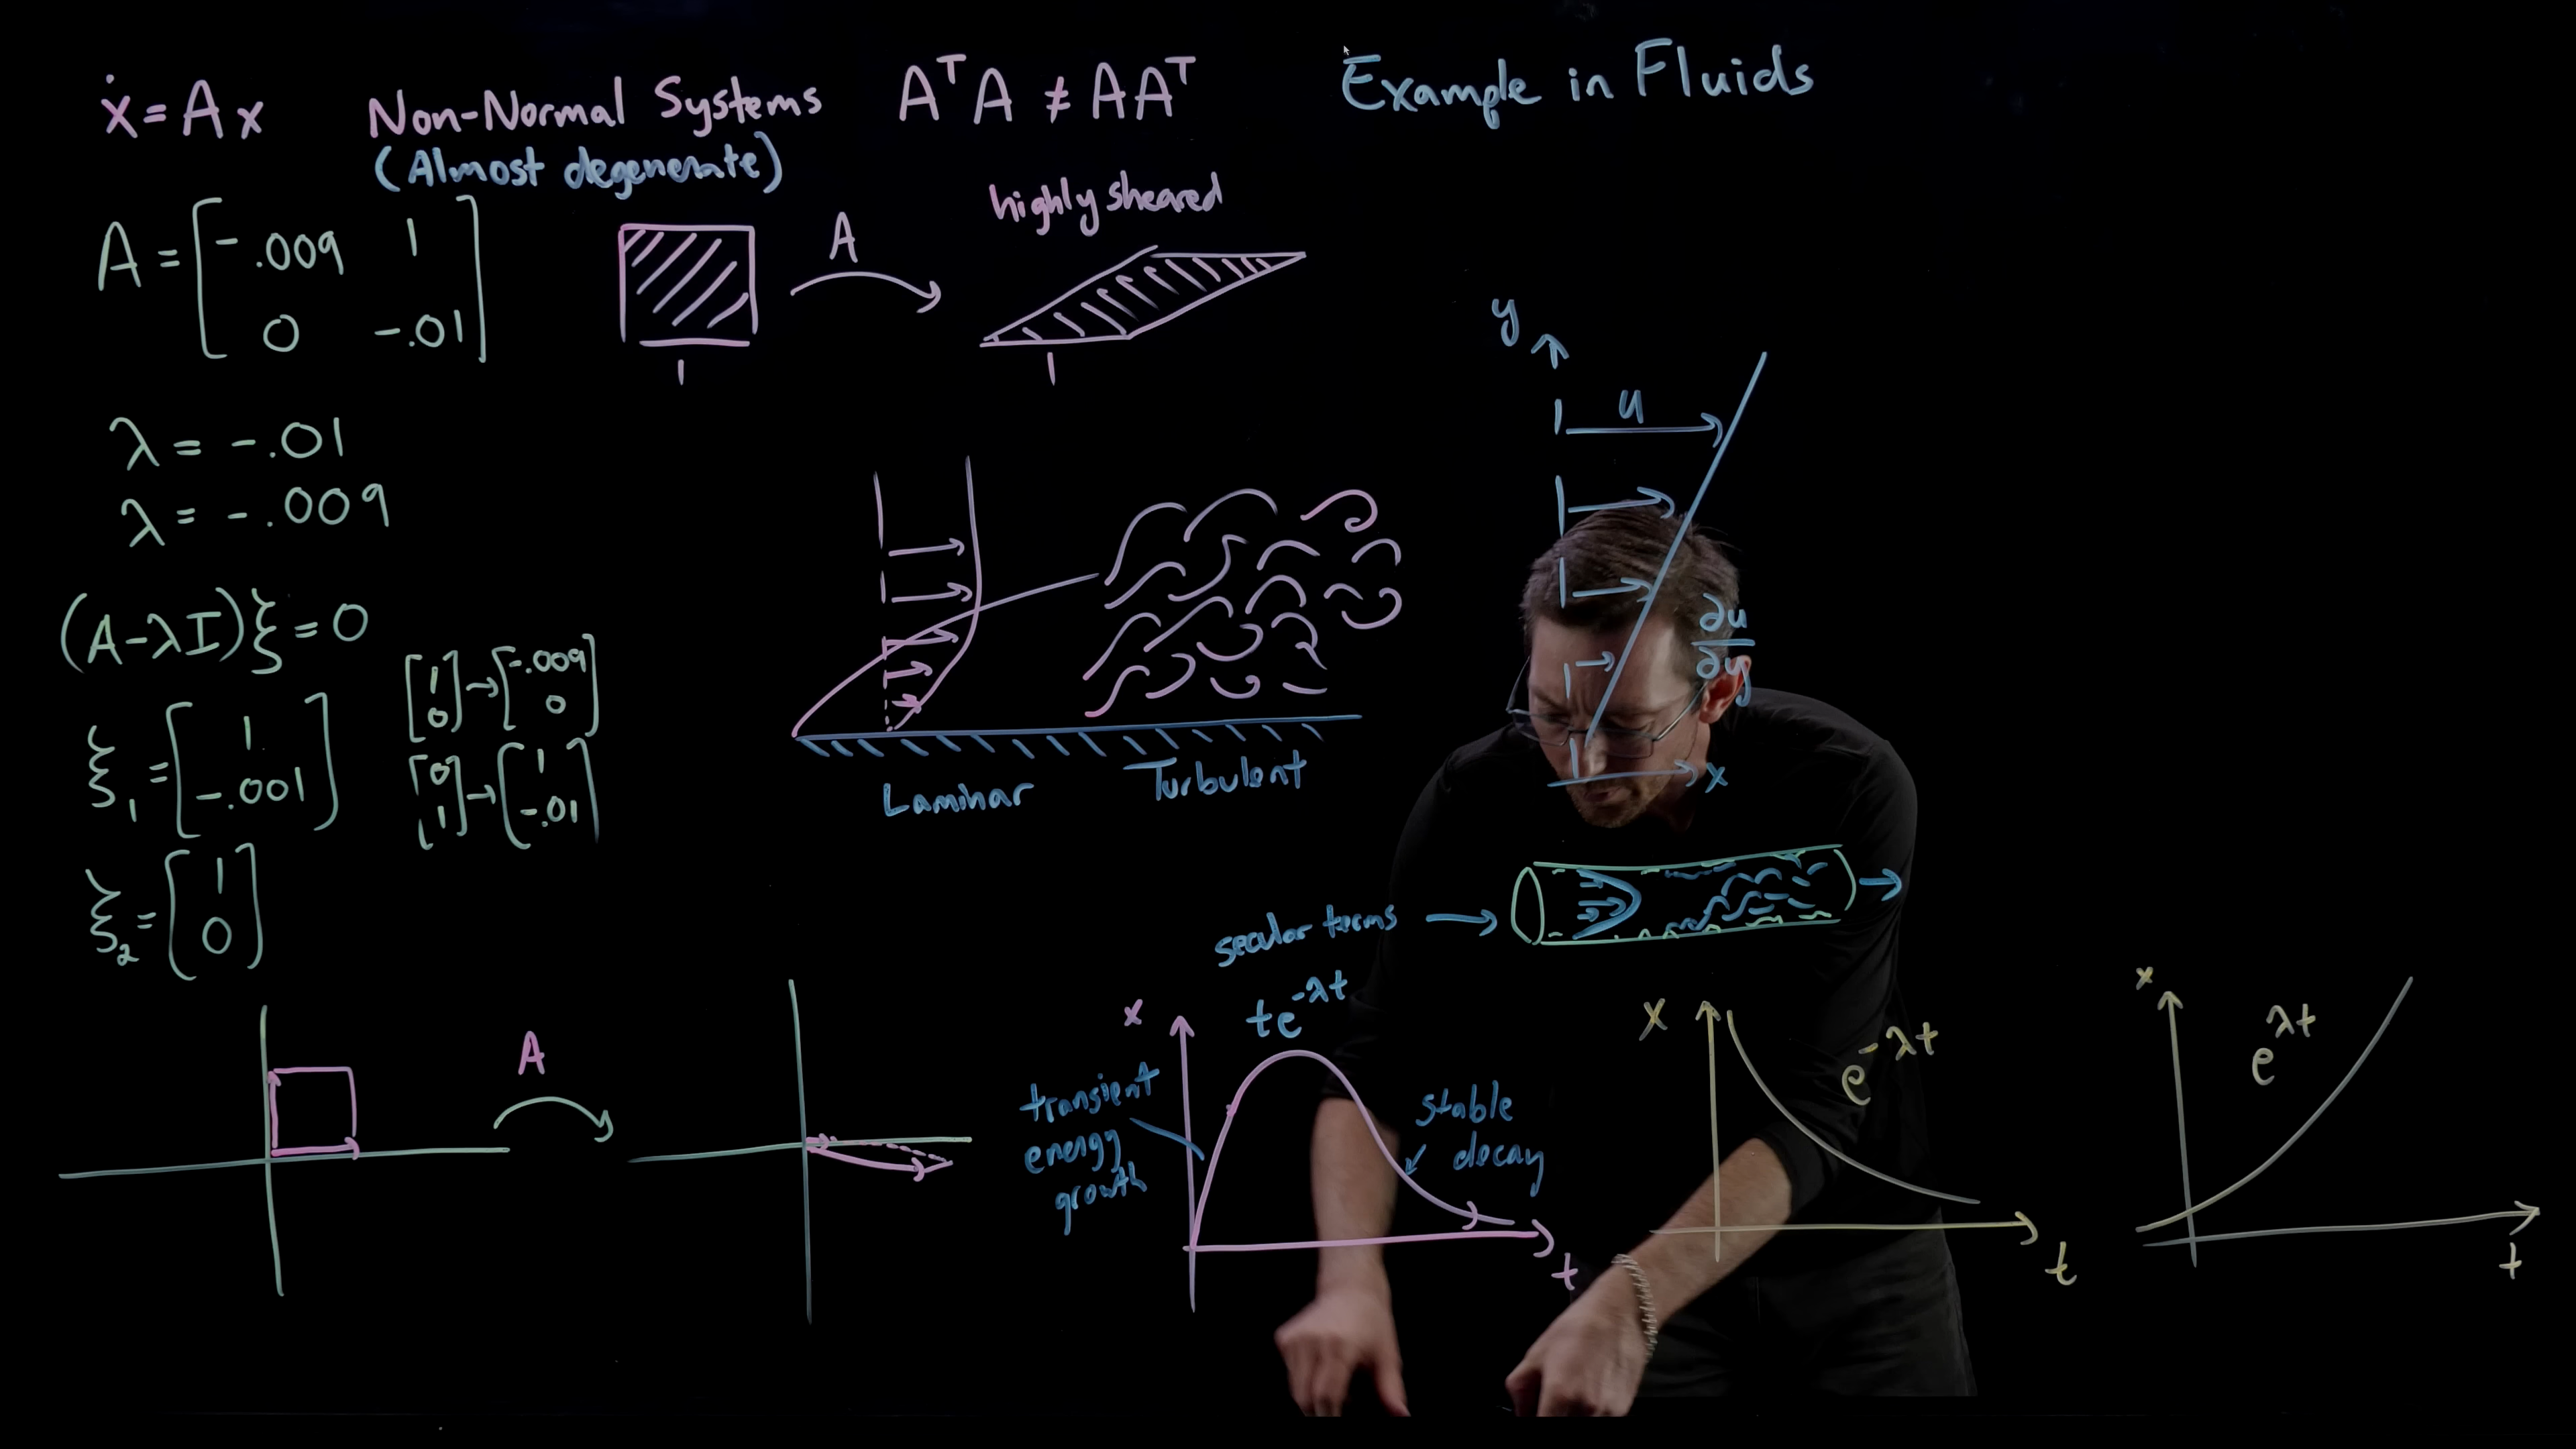 ẋ = Ax
Non-Normal Systems
(Almost degenerate)
AᵀA ≠ AAᵀ
Example in Fluids
A = [-.009 1
0 -.01]
A
highly sheared
1
1
λ = -.01
λ = -.009
(A-λI)ξ = 0
[1 0] → [-.009 0]
[0 1] → [1 -.01]
ξ₁ = [1
-.001]
ξ₂ = [1
0]
Laminar
Turbulent
y
u
∂u
∂y
x
secular terms
te^-λt
A
x
transient
energy
growth
stable
decay
t
x
e^-λt
t
x
e^λt
t